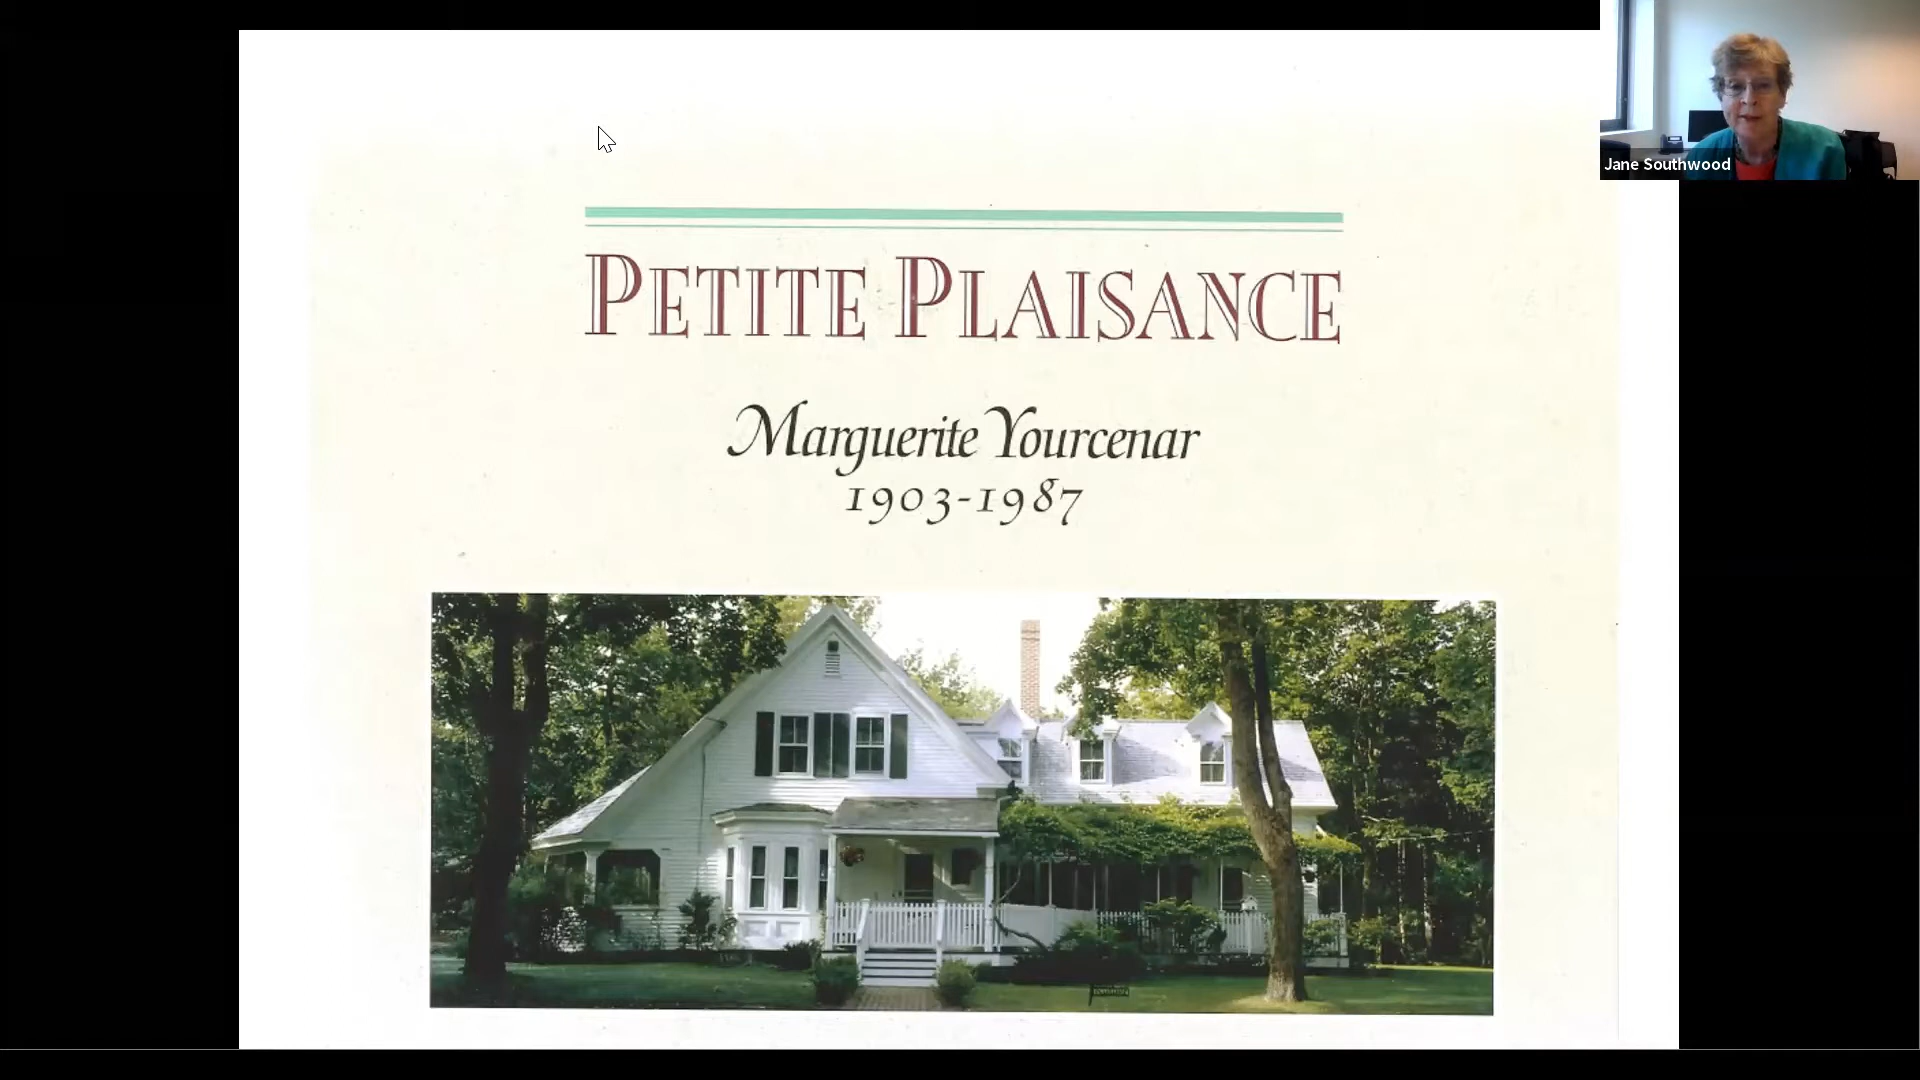 PETITE PLAISANCE
Marguerite Yourcenar
1903-1987
Jane Southwood